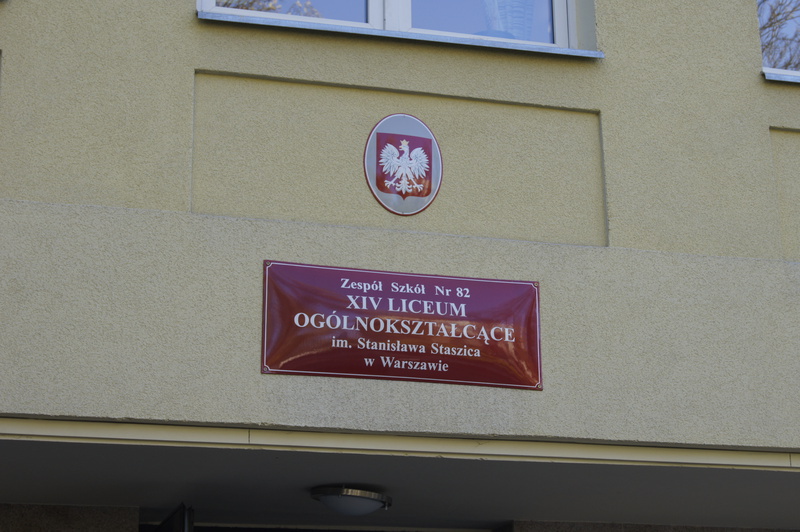 Zespół Szkół Nr 82
XIV LICEUM
OGÓLNOKSZTAŁCĄCE
im. Stanisława Staszica
w Warszawie